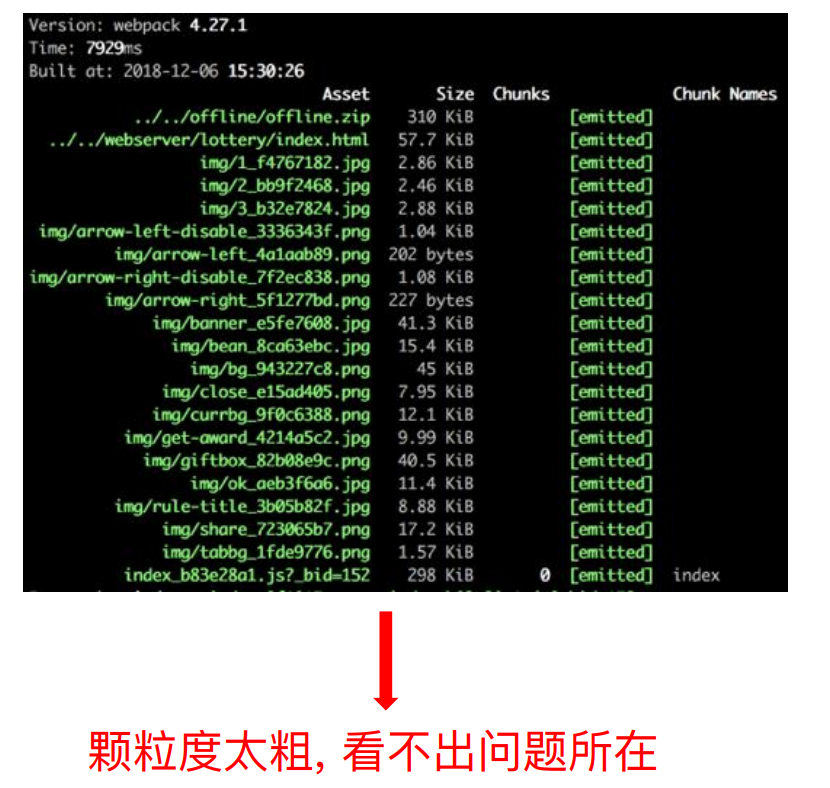 Version: webpack 4.27.1
Time: 7929ms
Built at: 2018-12-06 15:30:26
Asset Size Chunks Chunk Names
../../offline/offline.zip 310 KiB [emitted]
../../webserver/lottery/index.html 57.7 KiB [emitted]
img/1_f4767182.jpg 2.86 KiB [emitted]
img/2_bb9f2468.jpg 2.46 KiB [emitted]
img/3_b32e7824.jpg 2.88 KiB [emitted]
img/arrow-left-disable_3336343f.png 1.04 KiB [emitted]
img/arrow-left_4a1aab89.png 202 bytes [emitted]
img/arrow-right-disable_7f2ec838.png 1.08 KiB [emitted]
img/arrow-right_5f1277bd.png 227 bytes [emitted]
img/banner_e5fe7608.jpg 41.3 KiB [emitted]
img/bean_8ca63ebc.jpg 15.4 KiB [emitted]
img/bg_943227c8.png 45 KiB [emitted]
img/close_e15ad405.png 7.95 KiB [emitted]
img/currbg_9f0c6388.png 12.1 KiB [emitted]
img/get-award_4214a5c2.jpg 9.99 KiB [emitted]
img/giftbox_82b08e9c.png 40.5 KiB [emitted]
img/ok_aeb3f6a6.jpg 11.4 KiB [emitted]
img/rule-title_3b05b82f.jpg 8.88 KiB [emitted]
img/share_723065b7.png 17.2 KiB [emitted]
img/tabbg_1fde9776.png 1.57 KiB [emitted]
index_b83e28a1.js?_bid=152 298 KiB 0 [emitted] index
颗粒度太粗, 看不出问题所在